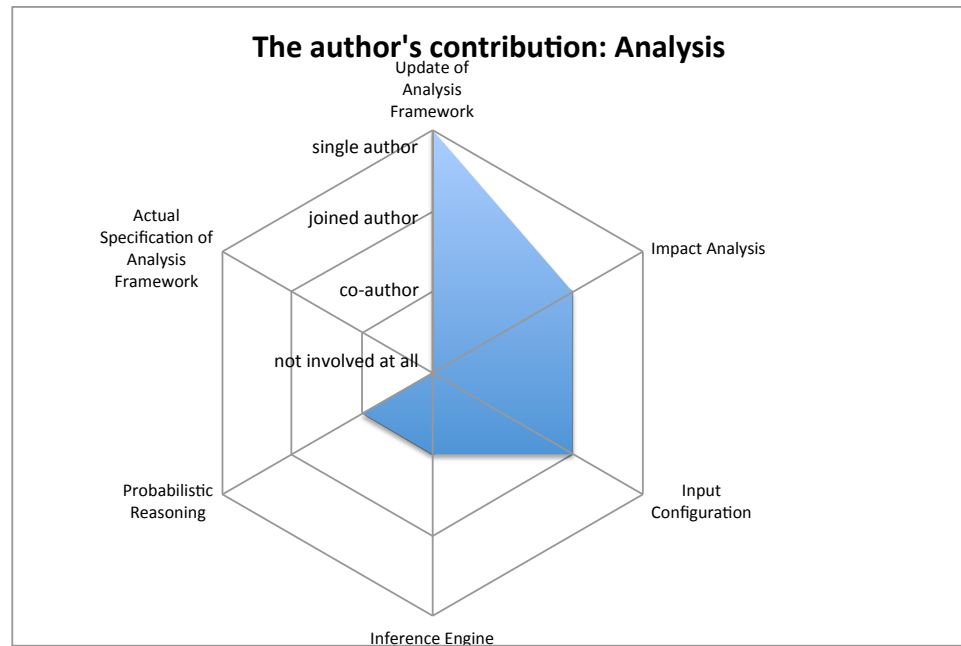 The author's contribution: Analysis
Update of
Analysis
Framework
single author
joined author
co-author
not involved at all
Impact Analysis
Input
Configuration
Inference Engine
Probabilistic
Reasoning
Actual
Specification of
Analysis
Framework